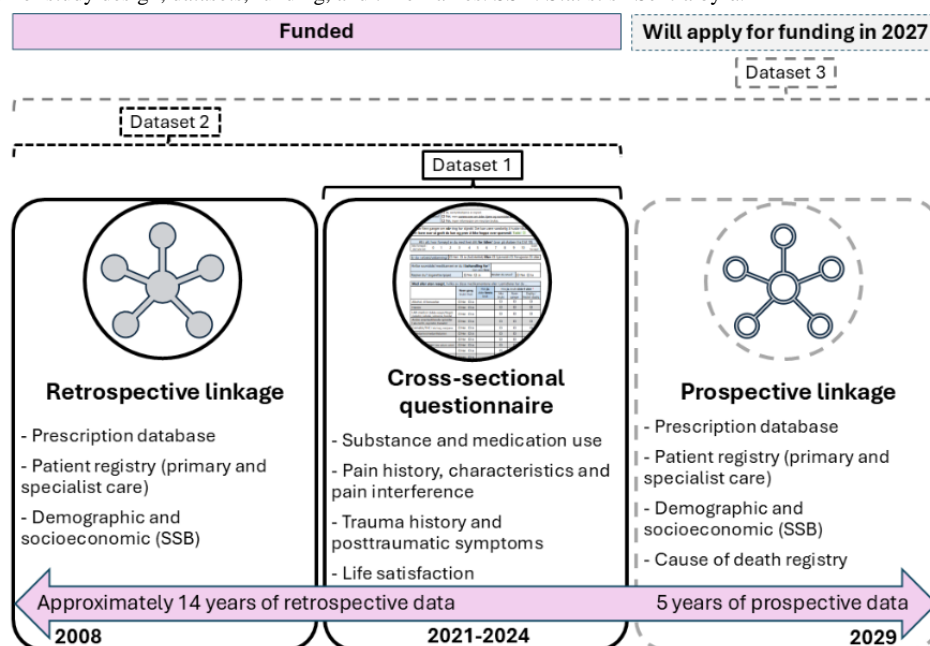 Funded
Will apply for funding in 2027
Dataset 3
Dataset 2
Dataset 1
Retrospective linkage
- Prescription database
- Patient registry (primary and
specialist care)
- Demographic and
socioeconomic (SSB)
Cross-sectional
questionnaire
- Substance and medication use
- Pain history, characteristics and
pain interference
- Trauma history and
posttraumatic symptoms
- Life satisfaction
Prospective linkage
- Prescription database
- Patient registry (primary and
specialist care)
- Demographic and
socioeconomic (SSB)
- Cause of death registry
Approximately 14 years of retrospective data
5 years of prospective data
2008
2021-2024
2029